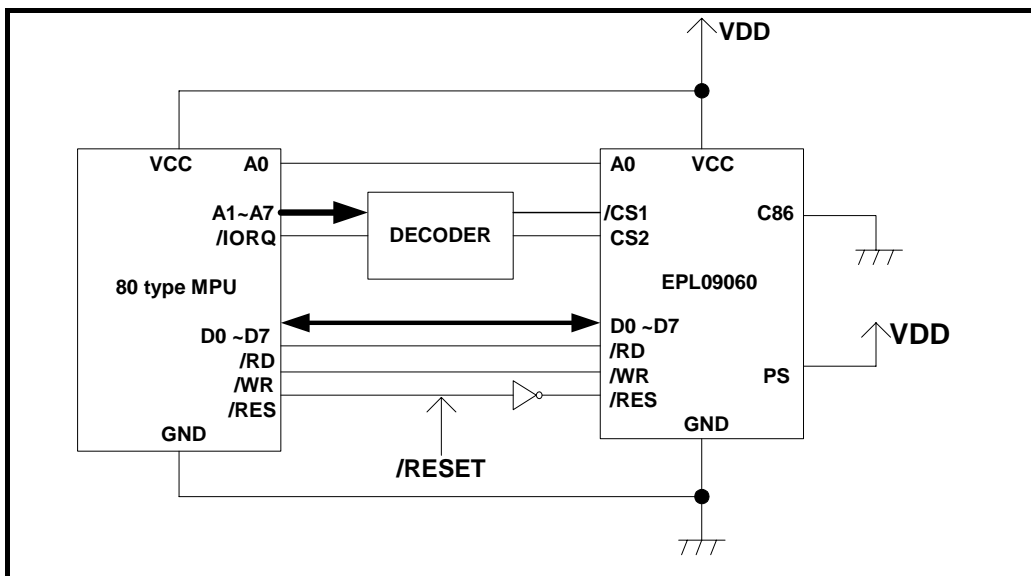 VDD
VCC A0
A0 VCC
A1~A7
/CS1
C86
/IORQ
DECODER
CS2
80 type MPU
EPL09060
D0 ~D7
D0 ~D7
/RD
/RD
VDD
/WR
/WR
PS
/RES
/RES
GND
GND
/RESET